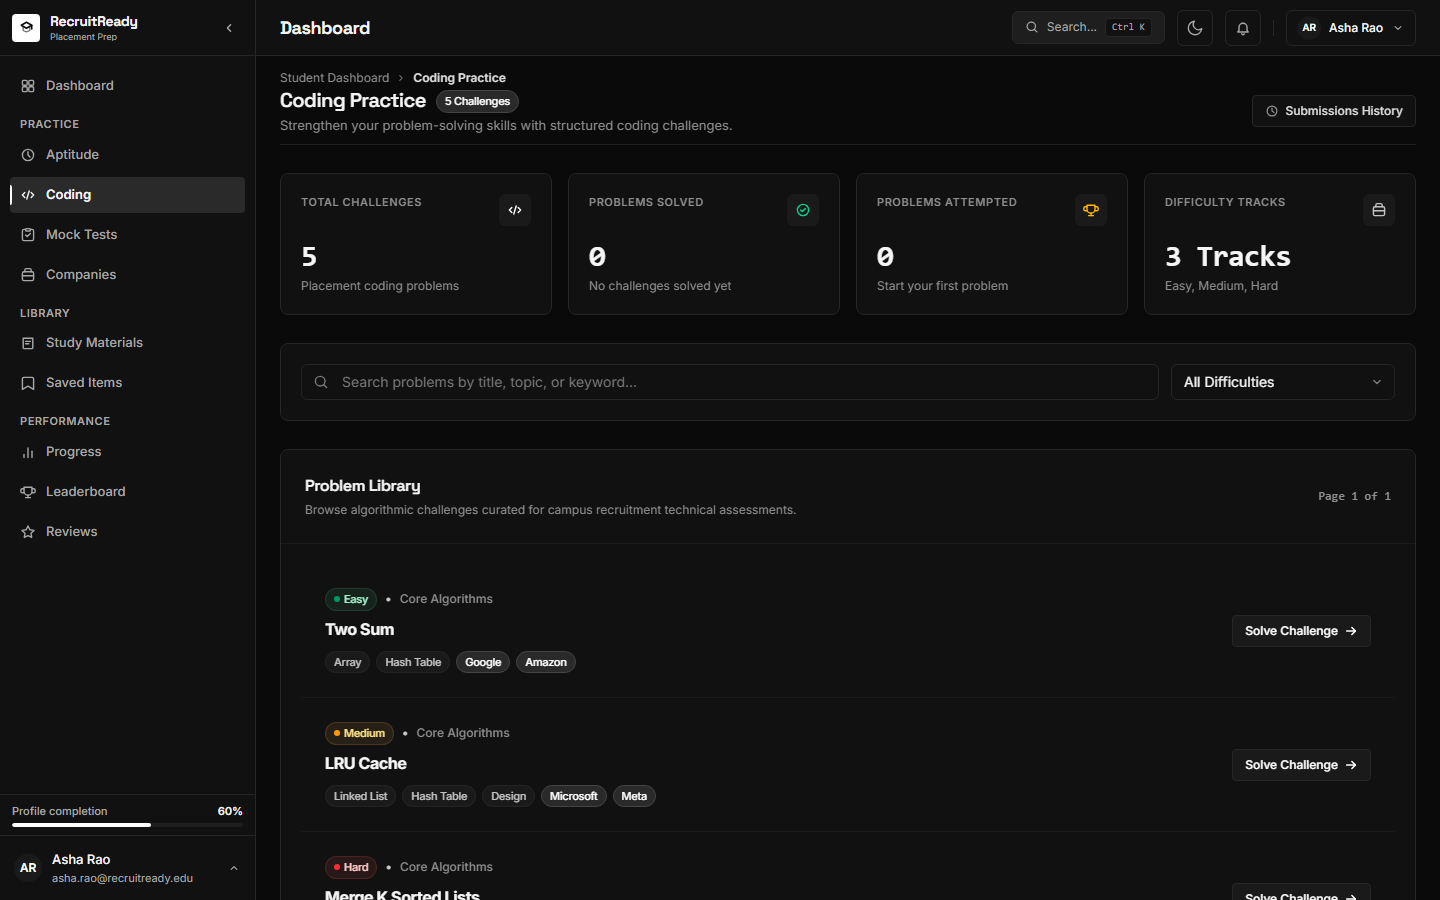 RecruitReady
Placement Prep
Dashboard
PRACTICE
Aptitude
Coding
Mock Tests
Companies
LIBRARY
Study Materials
Saved Items
PERFORMANCE
Progress
Leaderboard
Reviews
Profile completion 60%
AR Asha Rao
asha.rao@recruitready.edu
Dashboard
Search... Ctrl K
AR Asha Rao
Student Dashboard › Coding Practice
Coding Practice 5 Challenges
Strengthen your problem-solving skills with structured coding challenges.
Submissions History
TOTAL CHALLENGES
5
Placement coding problems
PROBLEMS SOLVED
0
No challenges solved yet
PROBLEMS ATTEMPTED
0
Start your first problem
DIFFICULTY TRACKS
3 Tracks
Easy, Medium, Hard
Search problems by title, topic, or keyword...
All Difficulties
Problem Library
Browse algorithmic challenges curated for campus recruitment technical assessments.
Page 1 of 1
Easy • Core Algorithms
Two Sum
Array Hash Table Google Amazon
Solve Challenge →
Medium • Core Algorithms
LRU Cache
Linked List Hash Table Design Microsoft Meta
Solve Challenge →
Hard • Core Algorithms
Merge K Sorted Lists
Solve Challenge →